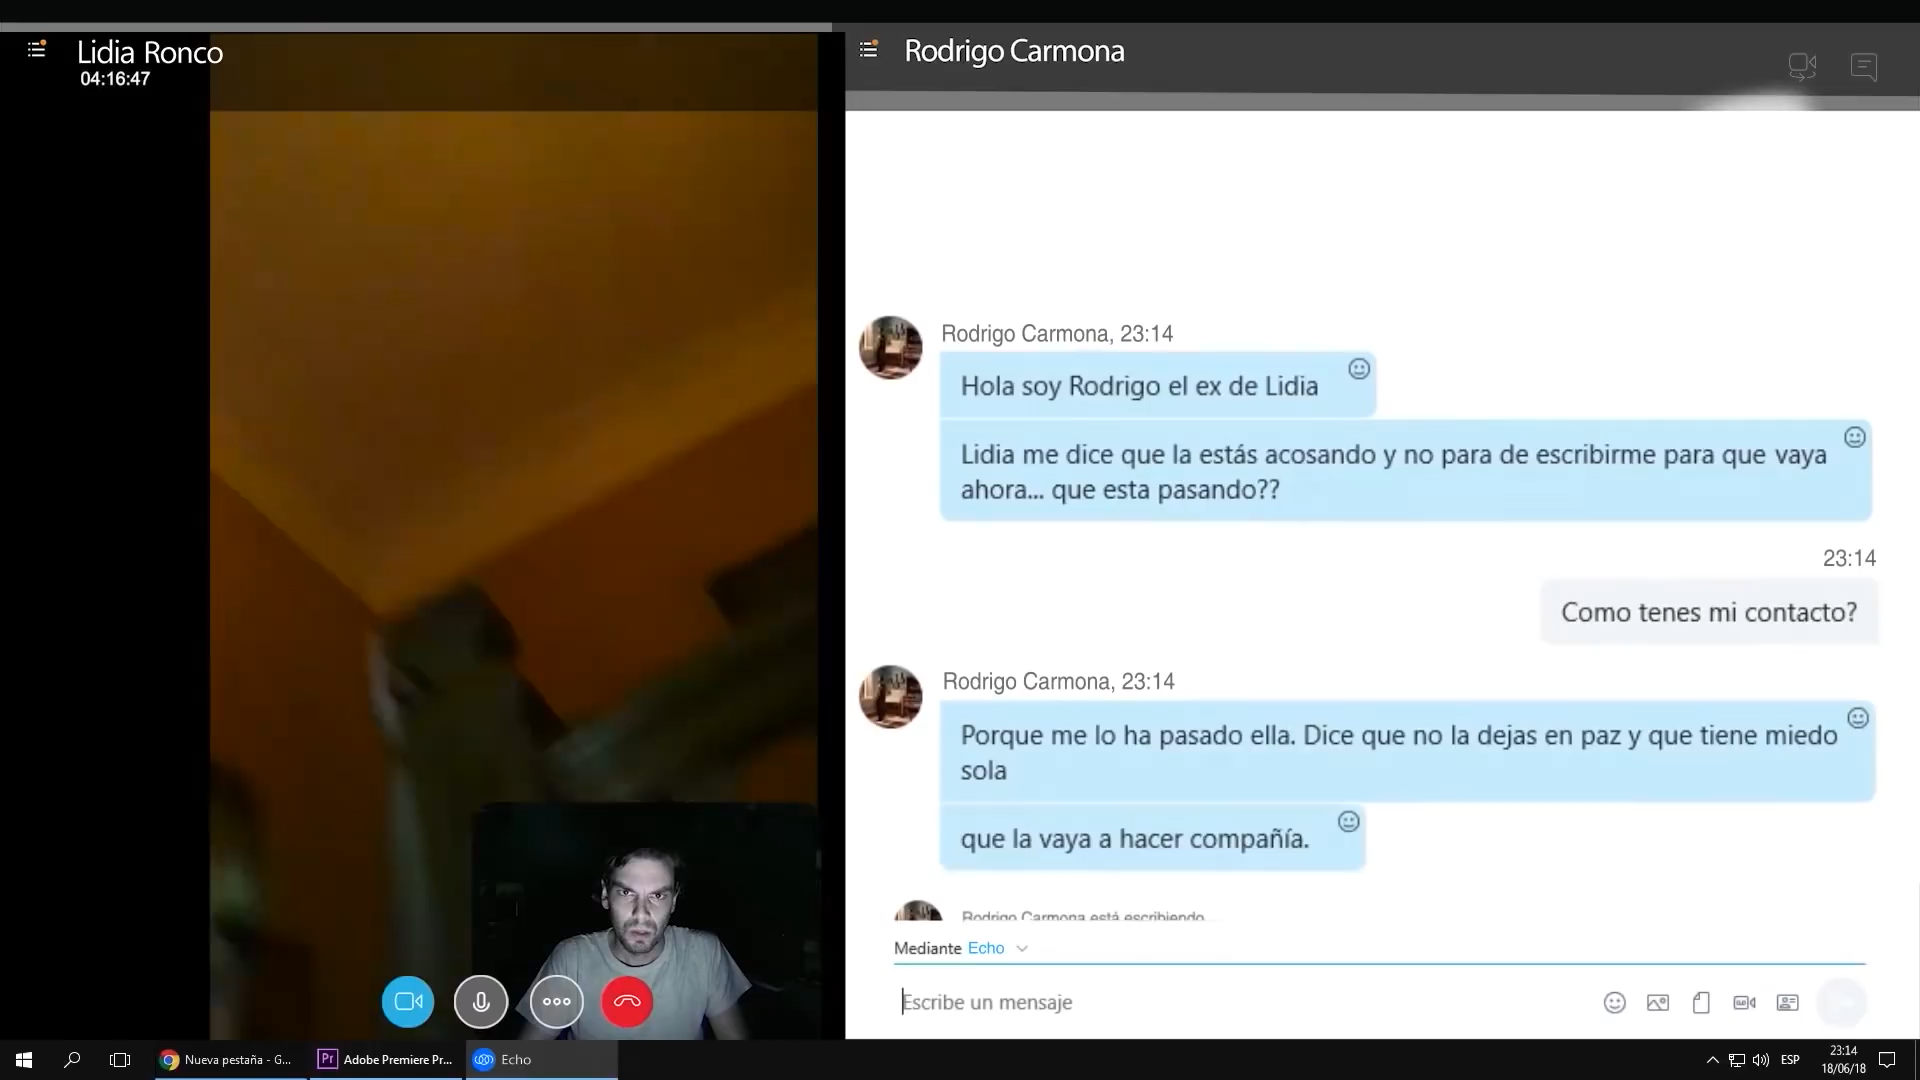 Lidia Ronco
04:16:47
Rodrigo Carmona
Rodrigo Carmona, 23:14
Hola soy Rodrigo el ex de Lidia
Lidia me dice que la estás acosando y no para de escribirme para que vaya
ahora... que esta pasando??
23:14
Como tenes mi contacto?
Rodrigo Carmona, 23:14
Porque me lo ha pasado ella. Dice que no la dejas en paz y que tiene miedo
sola
que la vaya a hacer compañía.
Rodrigo Carmona está escribiendo...
Mediante Echo
Escribe un mensaje
Nueva pestaña - G...
Pr Adobe Premiere Pr...
Echo
ESP
23:14
18/06/18